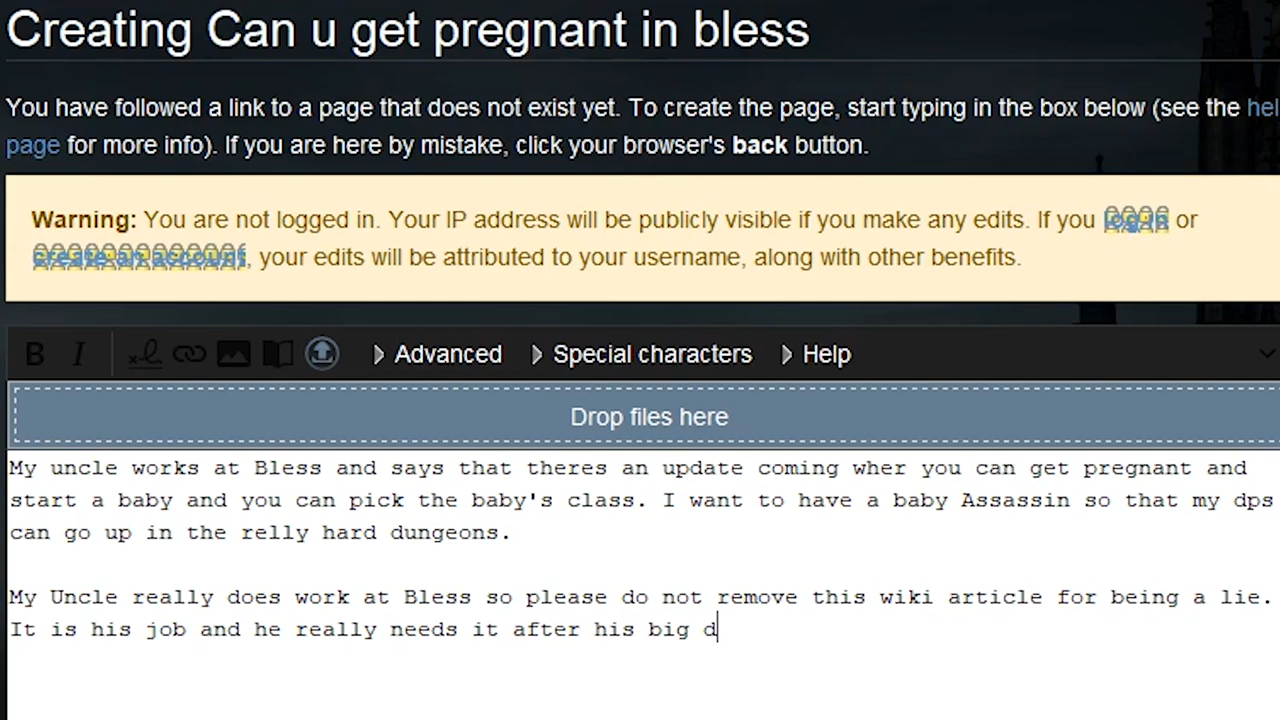 Creating Can u get pregnant in bless
You have followed a link to a page that does not exist yet. To create the page, start typing in the box below (see the hel
page for more info). If you are here by mistake, click your browser's back button.
Warning: You are not logged in. Your IP address will be publicly visible if you make any edits. If you log in or
create an account, your edits will be attributed to your username, along with other benefits.
B I Advanced Special characters Help
Drop files here
My uncle works at Bless and says that theres an update coming wher you can get pregnant and
start a baby and you can pick the baby's class. I want to have a baby Assassin so that my dps
can go up in the relly hard dungeons.
My Uncle really does work at Bless so please do not remove this wiki article for being a lie.
It is his job and he really needs it after his big d